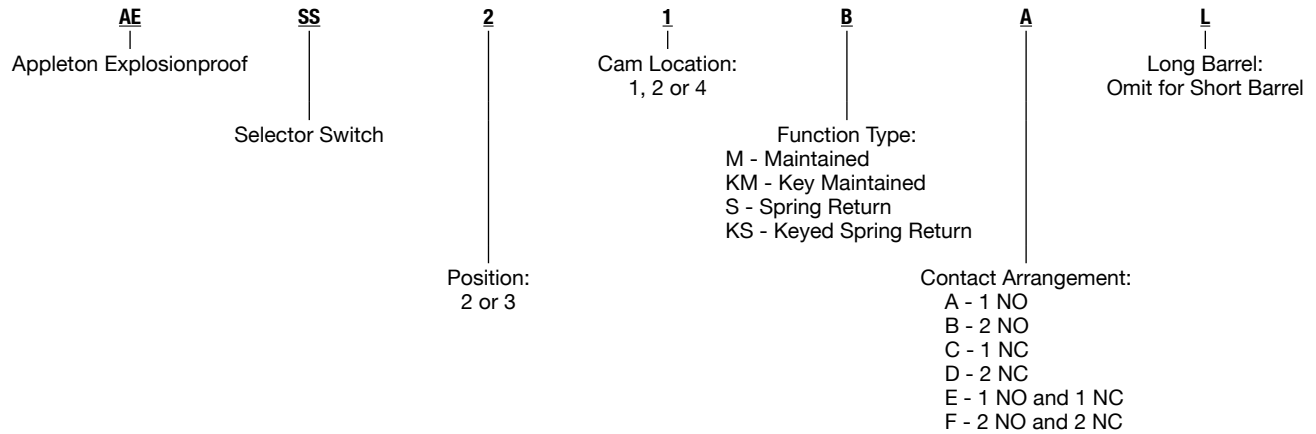 AE SS 2 1 B A L
Appleton Explosionproof
Selector Switch
Position:
2 or 3
Cam Location:
1, 2 or 4
Function Type:
M - Maintained
KM - Key Maintained
S - Spring Return
KS - Keyed Spring Return
Contact Arrangement:
A - 1 NO
B - 2 NO
C - 1 NC
D - 2 NC
E - 1 NO and 1 NC
F - 2 NO and 2 NC
Long Barrel:
Omit for Short Barrel